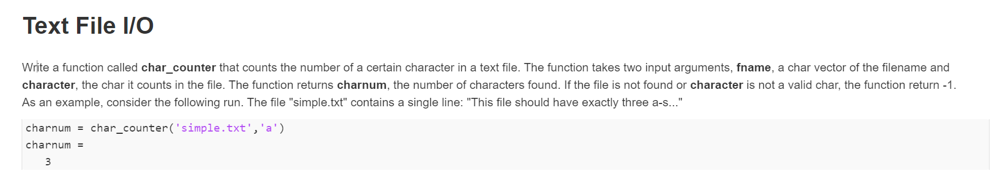 Text File I/O
Write a function called char_counter that counts the number of a certain character in a text file. The function takes two input arguments, fname, a char vector of the filename and
character, the char it counts in the file. The function returns charnum, the number of characters found. If the file is not found or character is not a valid char, the function return -1.
As an example, consider the following run. The file "simple.txt" contains a single line: "This file should have exactly three a-s..."
charnum = char_counter('simple.txt','a')
charnum =
3